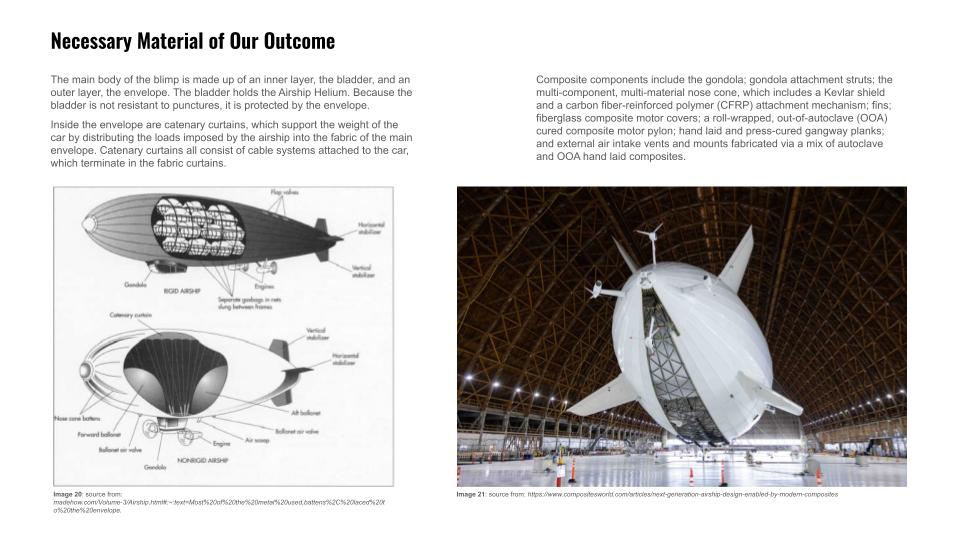 Necessary Material of Our Outcome
The main body of the blimp is made up of an inner layer, the bladder, and an
outer layer, the envelope. The bladder holds the Airship Helium. Because the
bladder is not resistant to punctures, it is protected by the envelope.
Inside the envelope are catenary curtains, which support the weight of the
car by distributing the loads imposed by the airship into the fabric of the main
envelope. Catenary curtains all consist of cable systems attached to the car,
which terminate in the fabric curtains.
Composite components include the gondola; gondola attachment struts; the
multi-component, multi-material nose cone, which includes a Kevlar shield
and a carbon fiber-reinforced polymer (CFRP) attachment mechanism; fins;
fiberglass composite motor covers; a roll-wrapped, out-of-autoclave (OOA)
cured composite motor pylon; hand laid and press-cured gangway planks;
and external air intake vents and mounts fabricated via a mix of autoclave
and OOA hand laid composites.
Flap valves
Horizontal
stabilizer
Vertical
stabilizer
Gondola
Engines
RIGID AIRSHIP
Separate gasbags in nets
slung between frames
Catenary curtain
Vertical
stabilizer
Horizontal
stabilizer
Nose cone battens
Aft ballonet
Forward ballonet
Ballonet air valve
Air scoop
Engine
Ballonet air valve
Gondola
NONRIGID AIRSHIP
Image 20: source from:
madehow.com/Volume-3/Airship.html#:~:text=Most%20of%20the%20metal%20used,battens%2C%20laced%20t
o%20the%20envelope.
Image 21: source from: https://www.compositesworld.com/articles/next-generation-airship-design-enabled-by-modern-composites